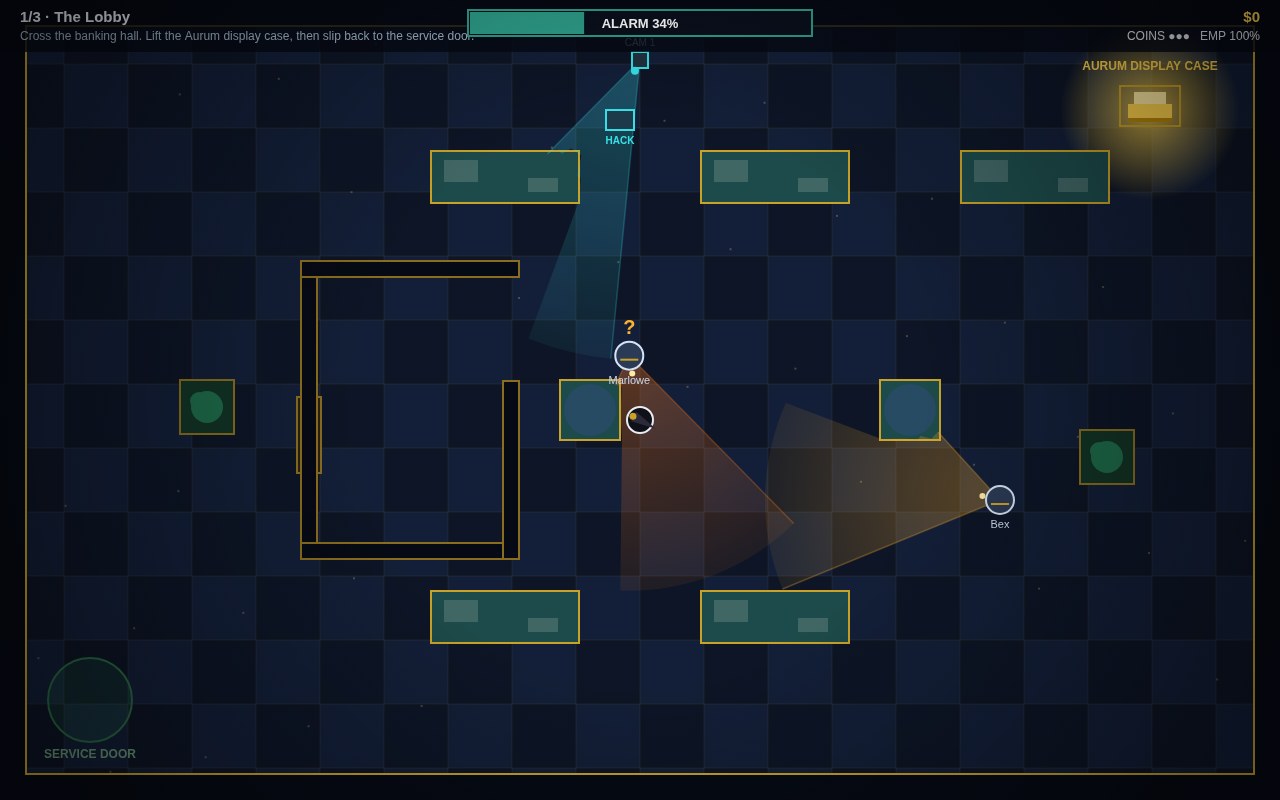 1/3 · The Lobby
ALARM 34%
$0
Cross the banking hall. Lift the Aurum display case, then slip back to the service door.
COINS ●●● EMP 100%
CAM 1
AURUM DISPLAY CASE
HACK
?
Marlowe
Bex
SERVICE DOOR